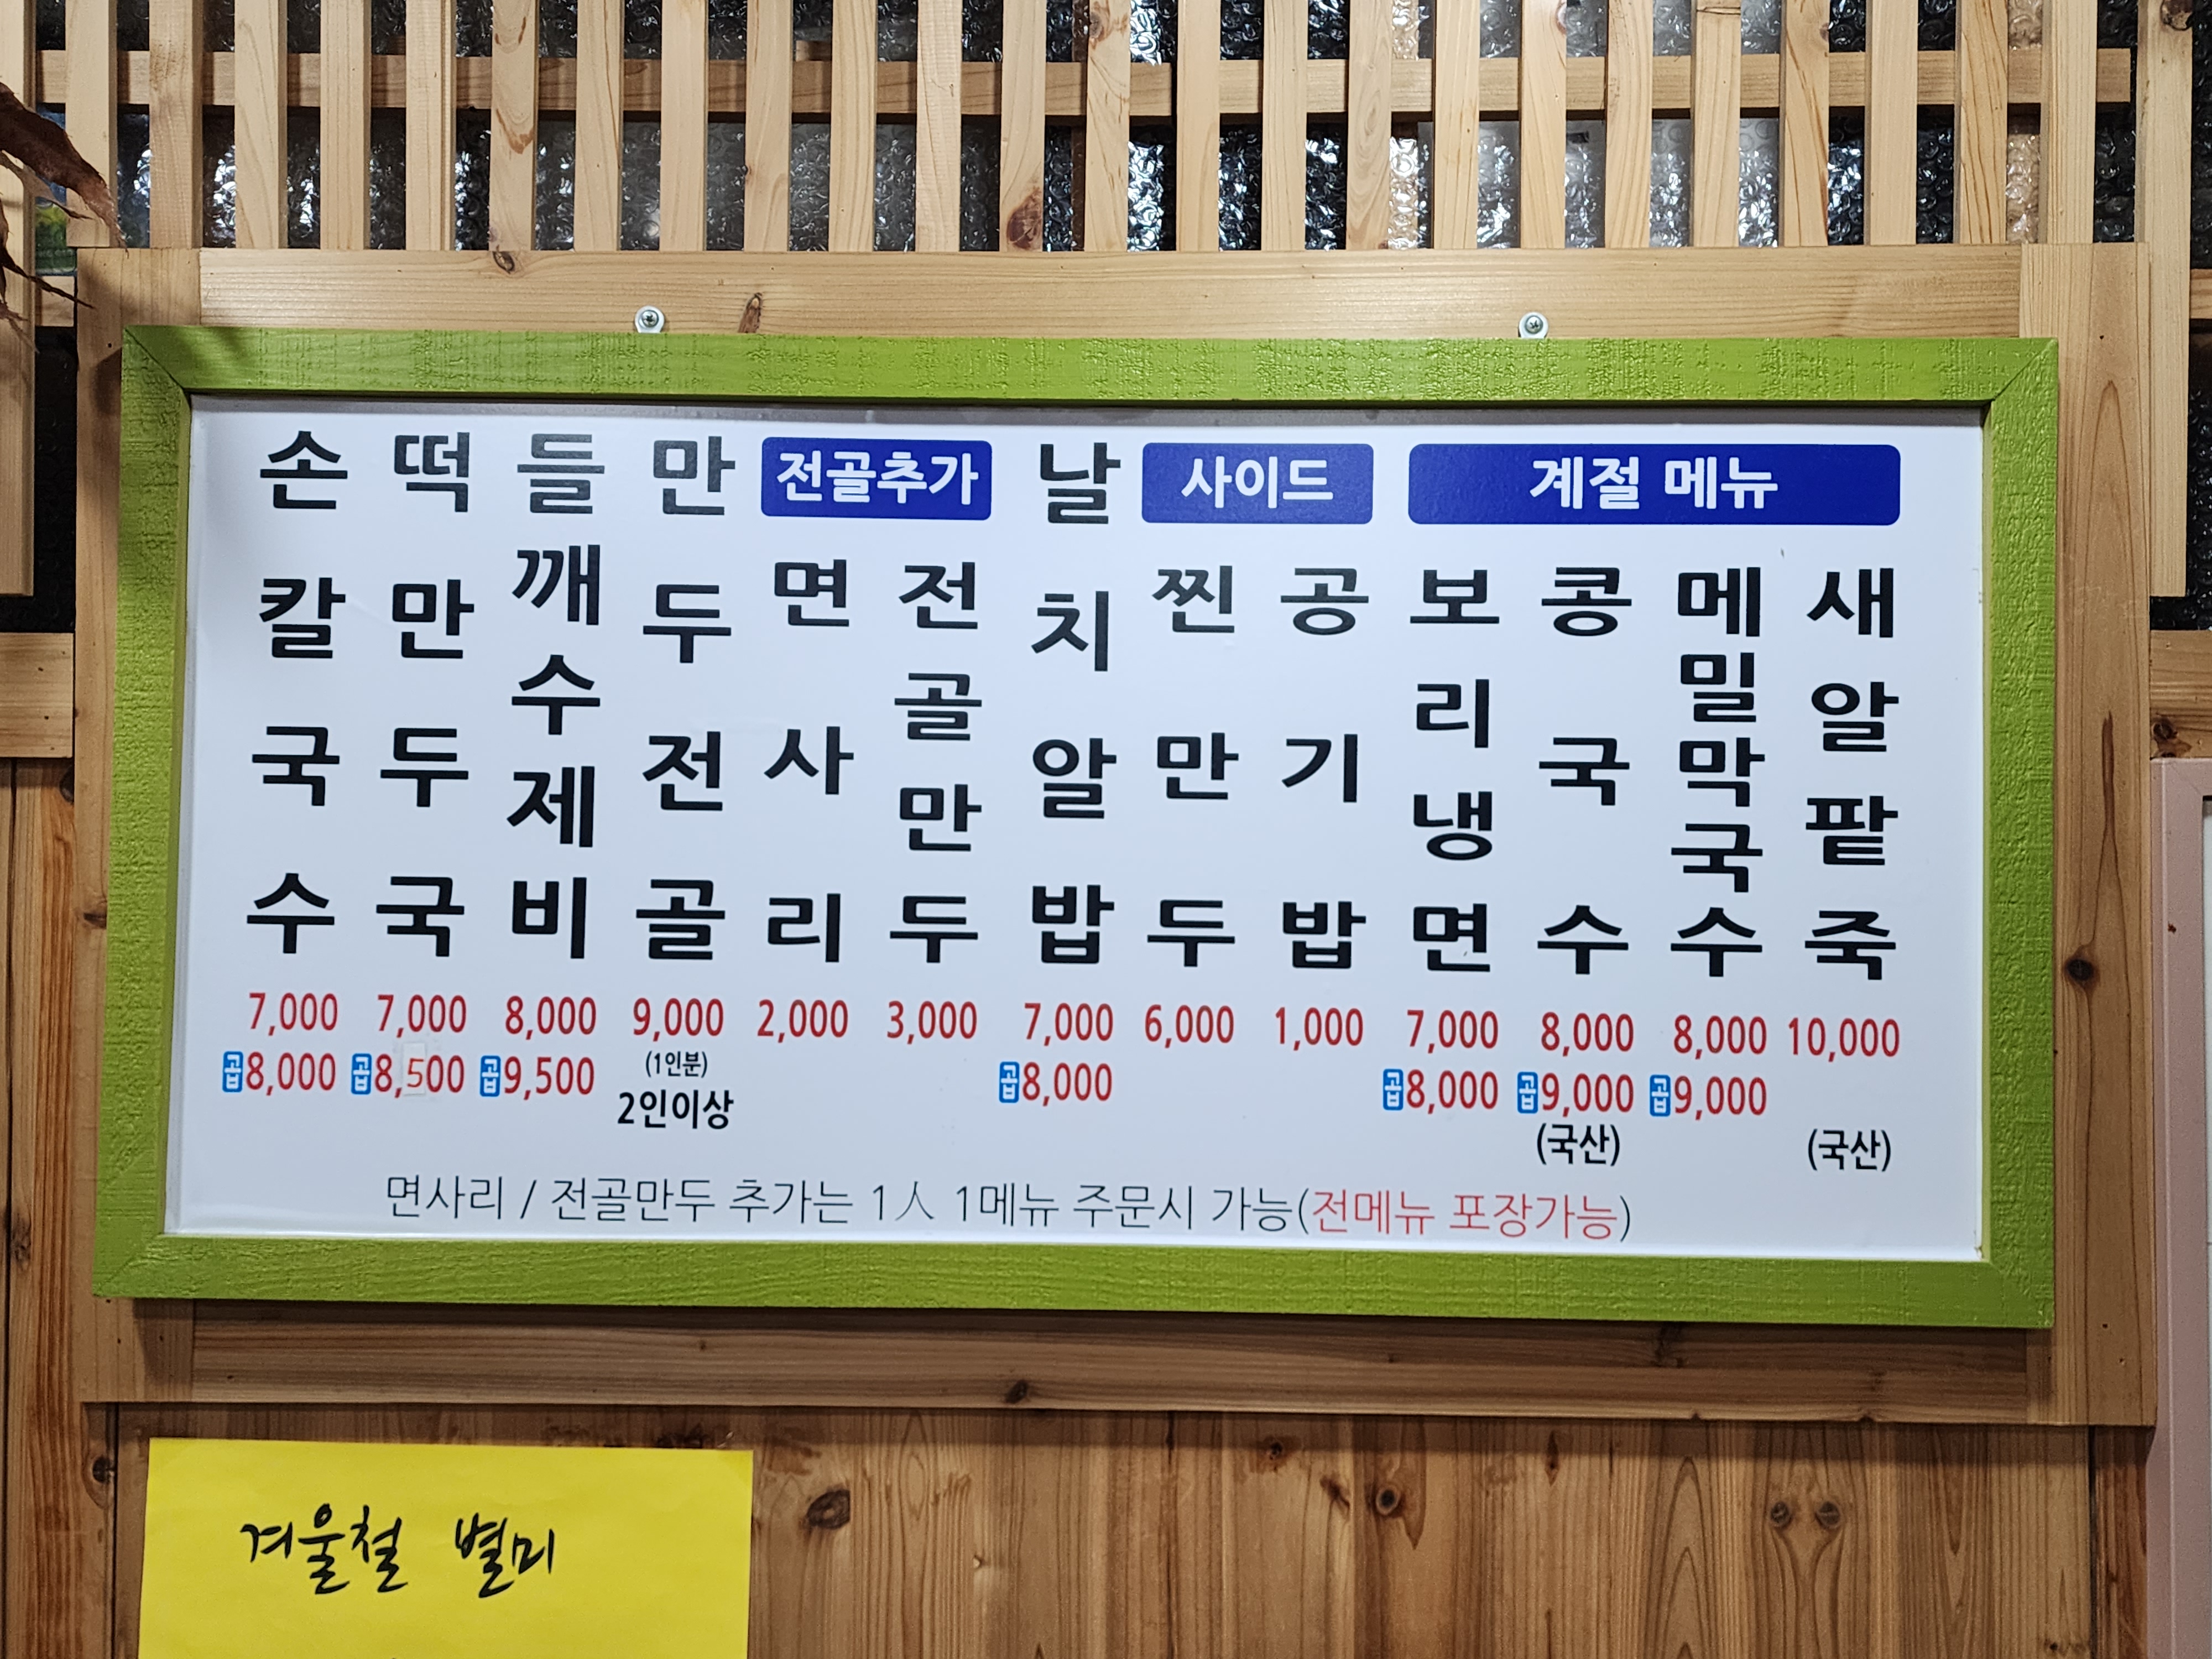 손칼국수
7,000
곱8,000
떡만두국
7,000
곱8,500
들깨수제비
8,000
곱9,500
만두전골
9,000
(1인분)
2인이상
전골추가
면사리
2,000
전골만두
3,000
날치알밥
7,000
곱8,000
사이드
찐만두
6,000
공기밥
1,000
계절 메뉴
보리냉면
7,000
곱8,000
콩국수
8,000
곱9,000
(국산)
메밀막국수
8,000
곱9,000
새알팥죽
10,000
(국산)
면사리 / 전골만두 추가는 1人 1메뉴 주문시 가능(전메뉴 포장가능)
겨울철 별미